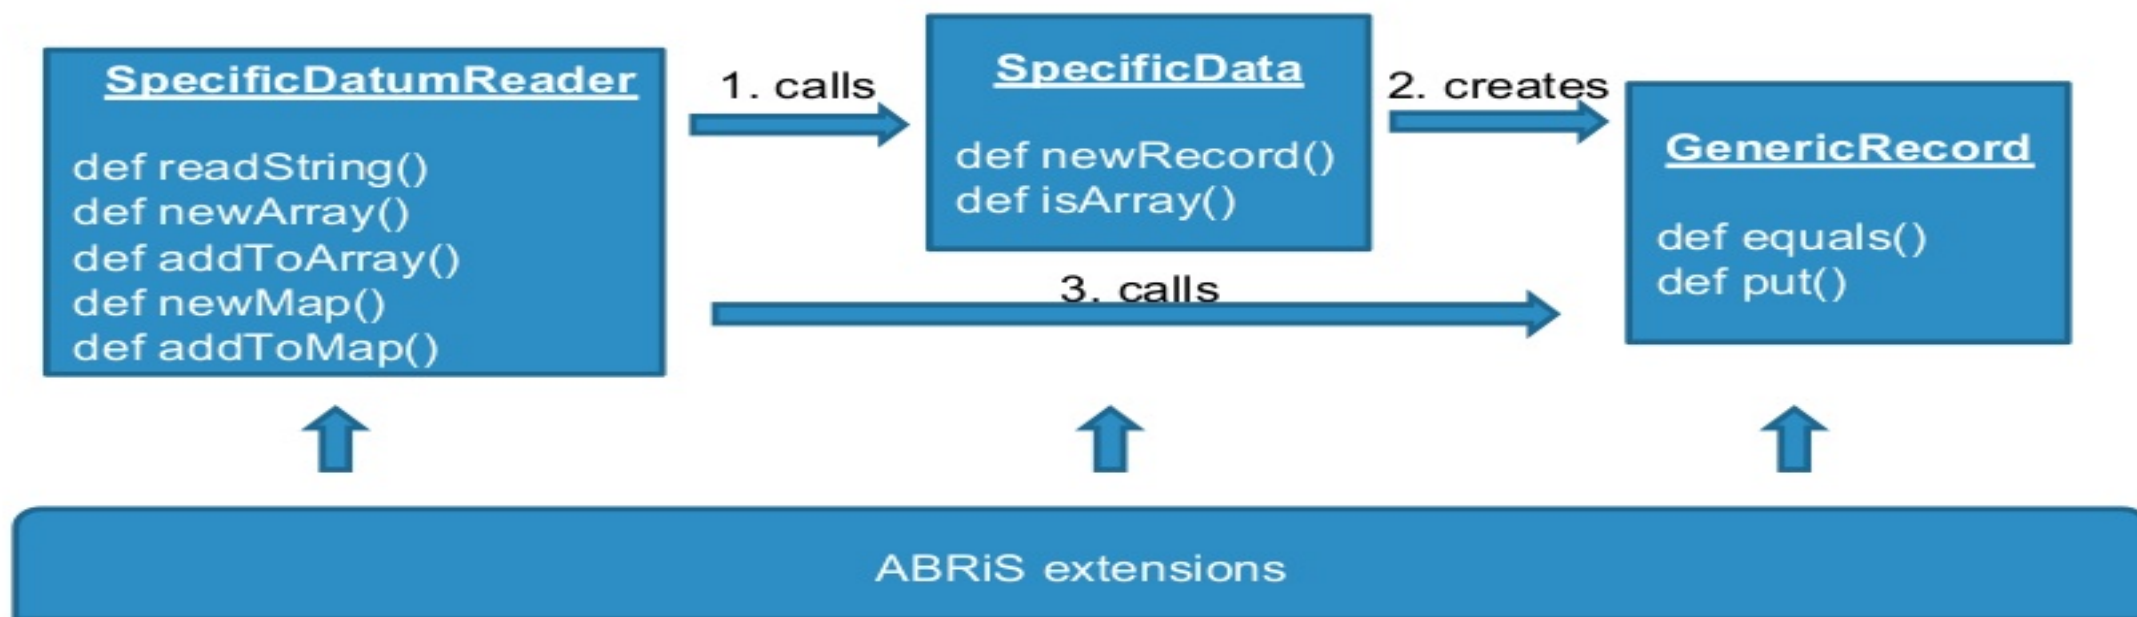 SpecificDatumReader
def readString()
def newArray()
def addToArray()
def newMap()
def addToMap()
1. calls
SpecificData
def newRecord()
def isArray()
2. creates
GenericRecord
def equals()
def put()
3. calls
ABRiS extensions